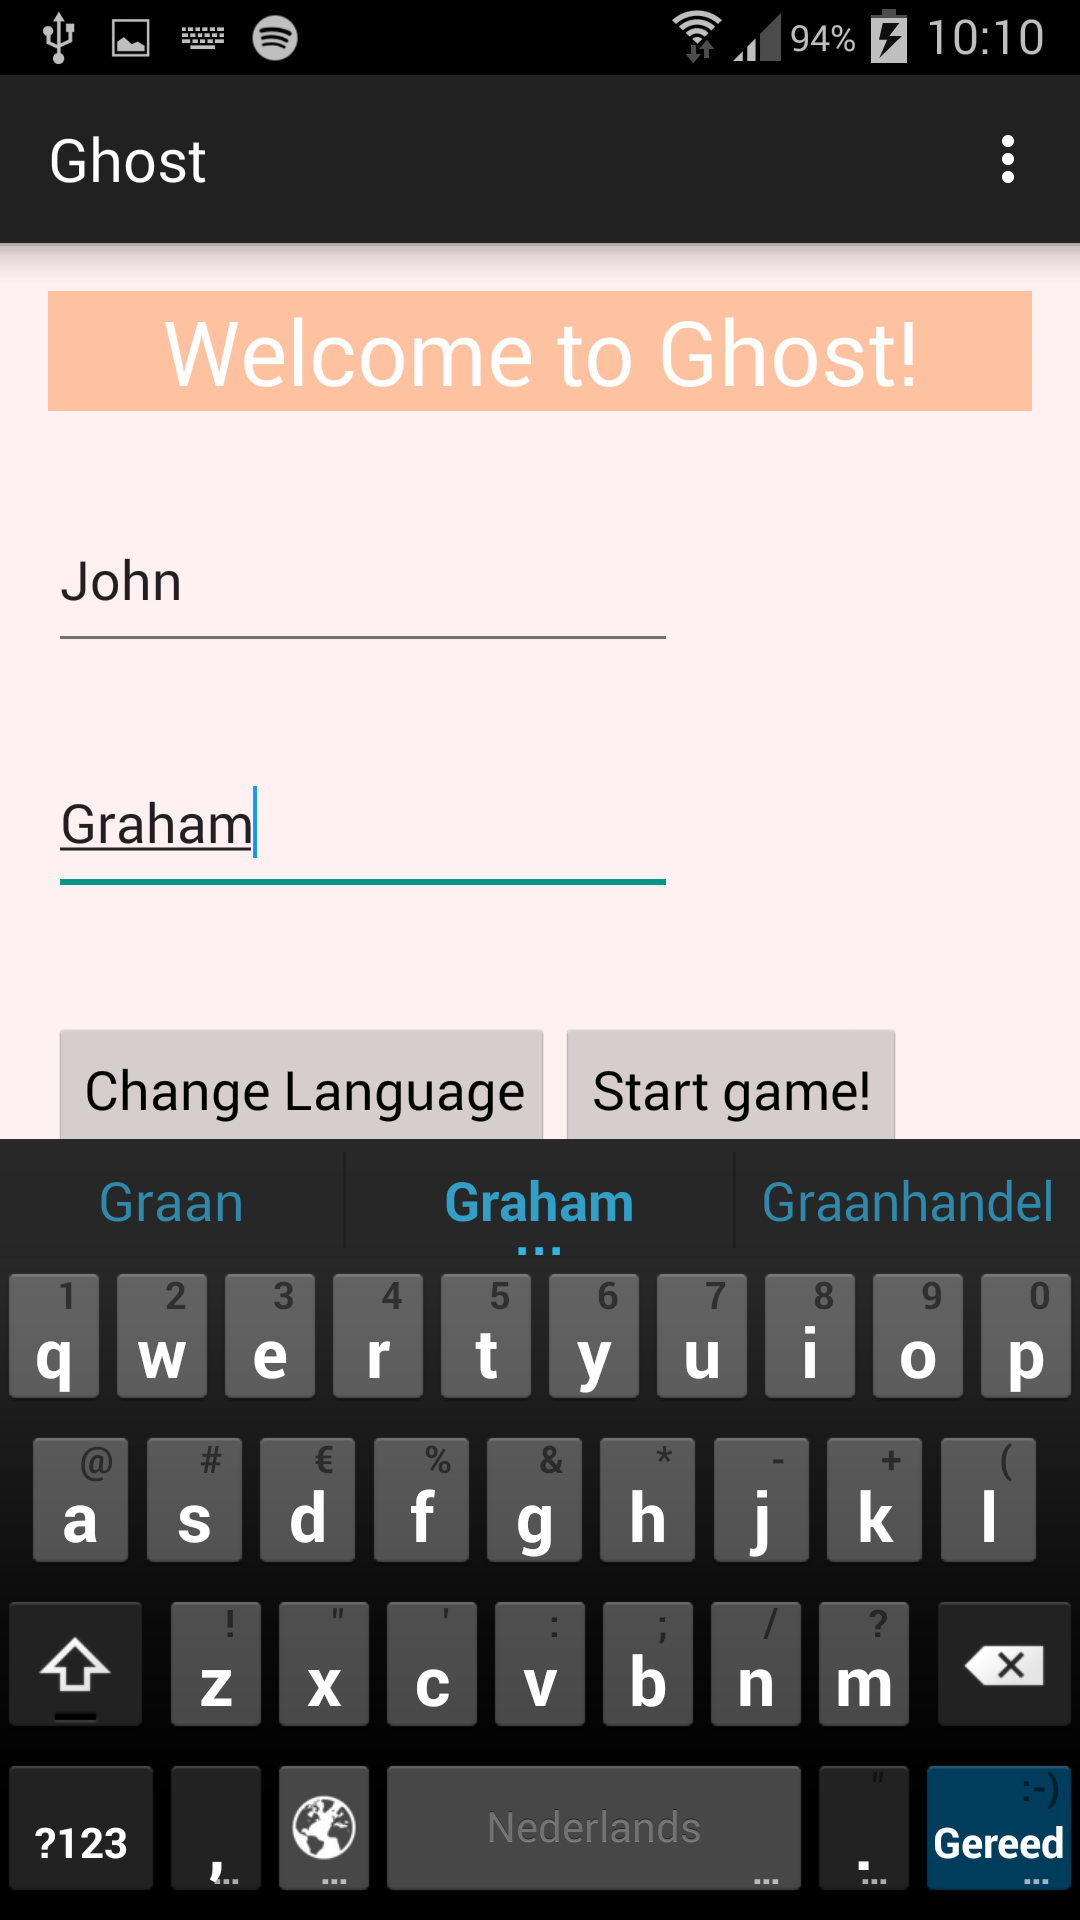 94% 10:10
Ghost
Welcome to Ghost!
John
Graham
Change Language Start game!
Graan Graham Graanhandel
1 2 3 4 5 6 7 8 9 0
q w e r t y u i o p
@ # € % & * - + (
a s d f g h j k l
! " ' : ; / ?
z x c v b n m
" :-)
?123 , Nederlands . Gereed